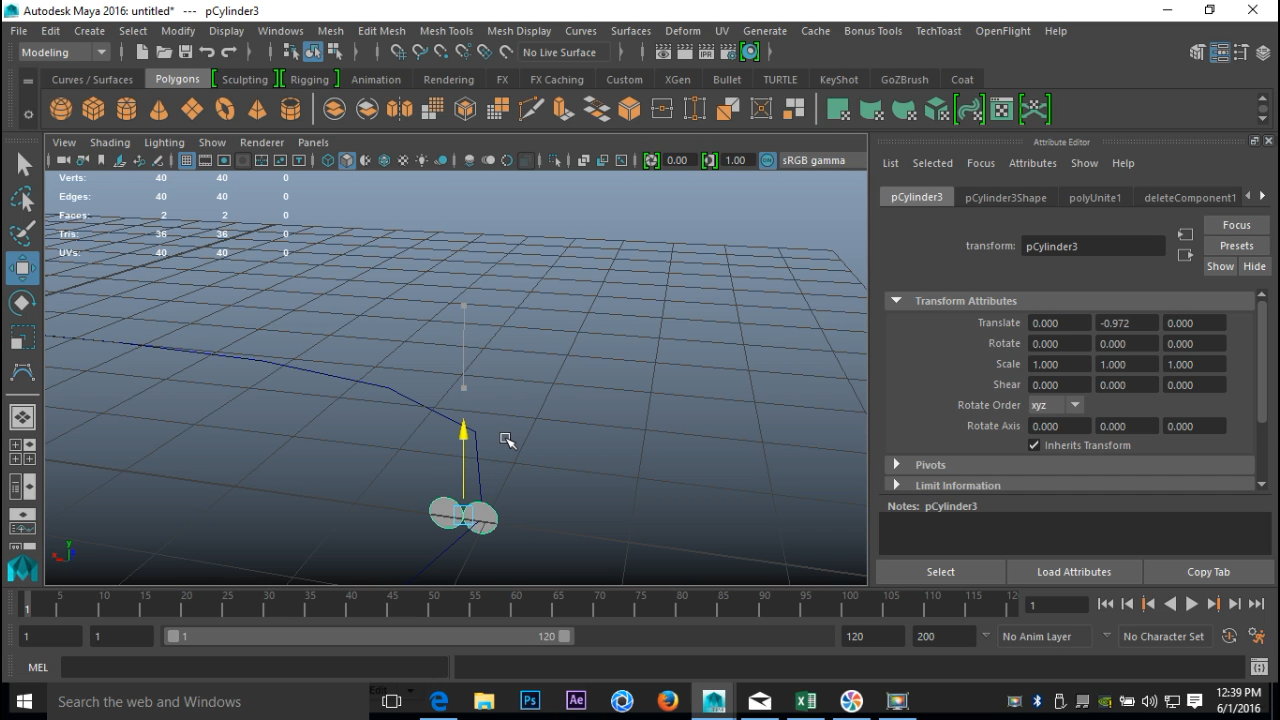 Autodesk Maya 2016: untitled* --- pCylinder3
File Edit Create Select Modify Display Windows Mesh Edit Mesh Mesh Tools Mesh Display Curves Surfaces Deform UV Generate Cache Bonus Tools TechToast OpenFlight Help
Modeling No Live Surface
Curves / Surfaces Polygons Sculpting Rigging Animation Rendering FX FX Caching Custom XGen Bullet TURTLE KeyShot GoZBrush Coat
View Shading Lighting Show Renderer Panels
0.00 1.00 sRGB gamma
Verts: 40 40 0
Edges: 40 40 0
Faces: 2 2 0
Tris: 36 36 0
UVs: 40 40 0
Attribute Editor
List Selected Focus Attributes Show Help
pCylinder3 pCylinder3Shape polyUnite1 deleteComponent1
transform: pCylinder3
Focus
Presets
Show Hide
Transform Attributes
Translate 0.000 -0.972 0.000
Rotate 0.000 0.000 0.000
Scale 1.000 1.000 1.000
Shear 0.000 0.000 0.000
Rotate Order xyz
Rotate Axis 0.000 0.000 0.000
Inherits Transform
Pivots
Limit Information
Notes: pCylinder3
Select Load Attributes Copy Tab
1 5 10 15 20 25 30 35 40 45 50 55 60 65 70 75 80 85 90 95 100 105 110 115 12 1
1 1 1 120 120 200 No Anim Layer No Character Set
MEL
Search the web and Windows
12:39 PM
6/1/2016